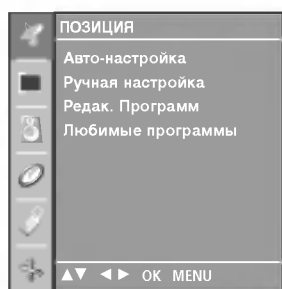 ПОЗИЦИЯ
Авто-настройка
Ручная настройка
Редак. Программ
Любимые программы
▲▼ ◄► OK MENU